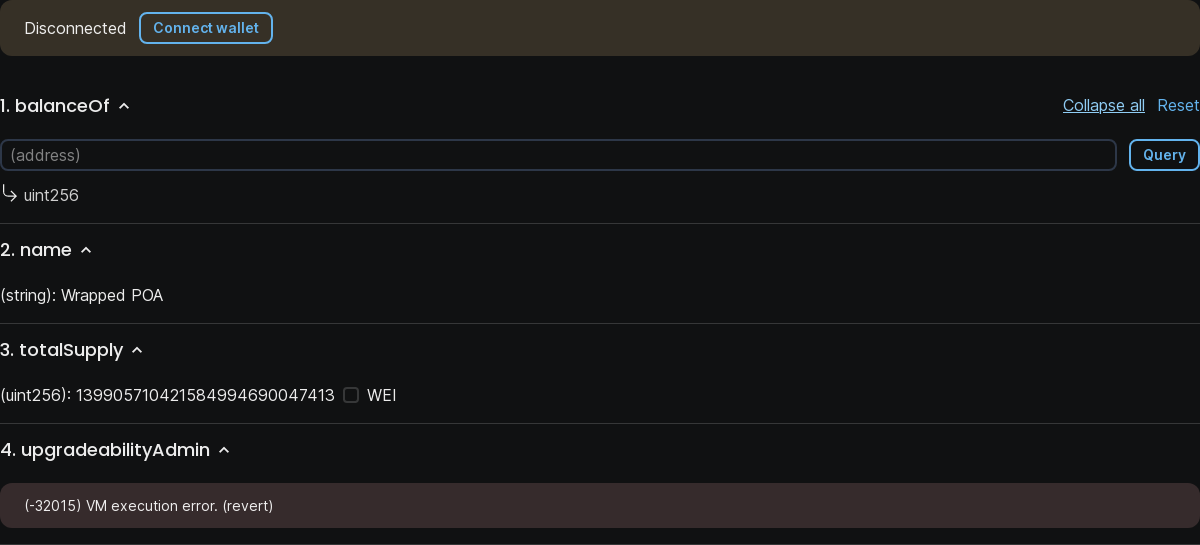 Disconnected Connect wallet
1. balanceOf Collapse all Reset
(address) Query
uint256
2. name
(string): Wrapped POA
3. totalSupply
(uint256): 139905710421584994690047413 WEI
4. upgradeabilityAdmin
(-32015) VM execution error. (revert)